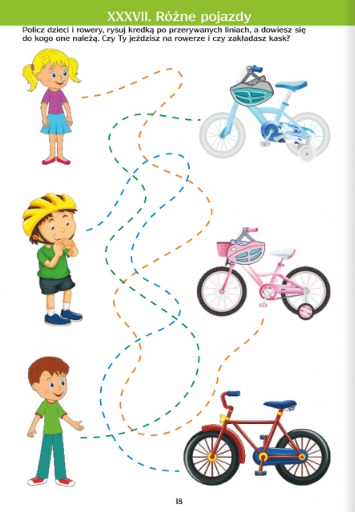 XXXVII. Różne pojazdy
Policz dzieci i rowery, rysuj kredką po przerywanych liniach, a dowiesz się
do kogo one należą. Czy Ty jeździsz na rowerze i czy zakładasz kask?
18